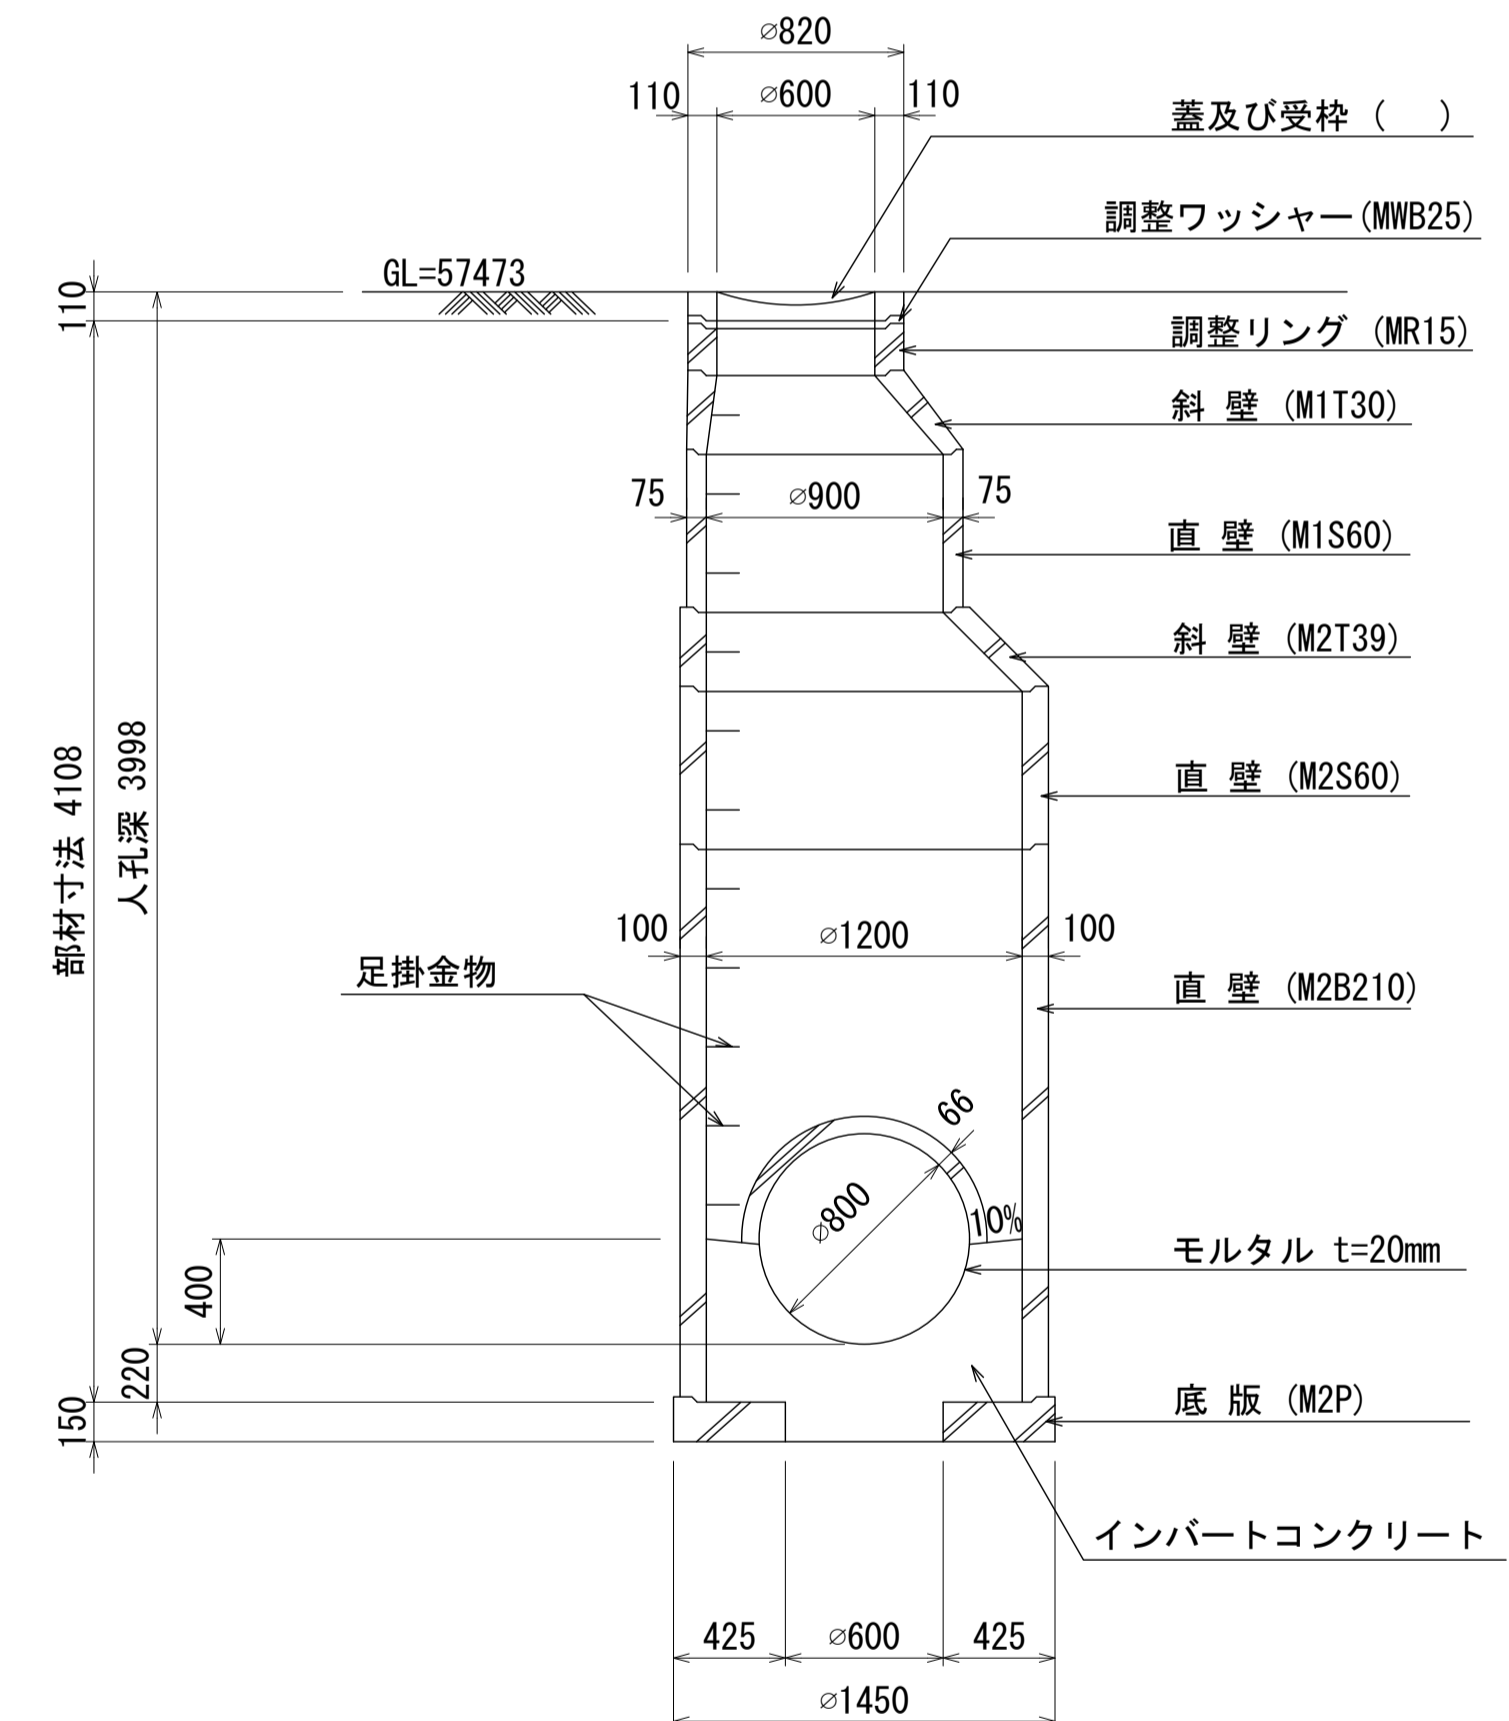 ⌀820
110 ⌀600 110
蓋及び受枠 (   )
調整ワッシャー(MWB25)
GL=57473
110
調整リング (MR15)
斜 壁 (M1T30)
75 ⌀900 75
直 壁 (M1S60)
斜 壁 (M2T39)
部材寸法 4108
人孔深 3998
直 壁 (M2S60)
100 ⌀1200 100
足掛金物
直 壁 (M2B210)
66
⌀800
10%
400
モルタル t=20mm
220
150
底 版 (M2P)
インバートコンクリート
425 ⌀600 425
⌀1450